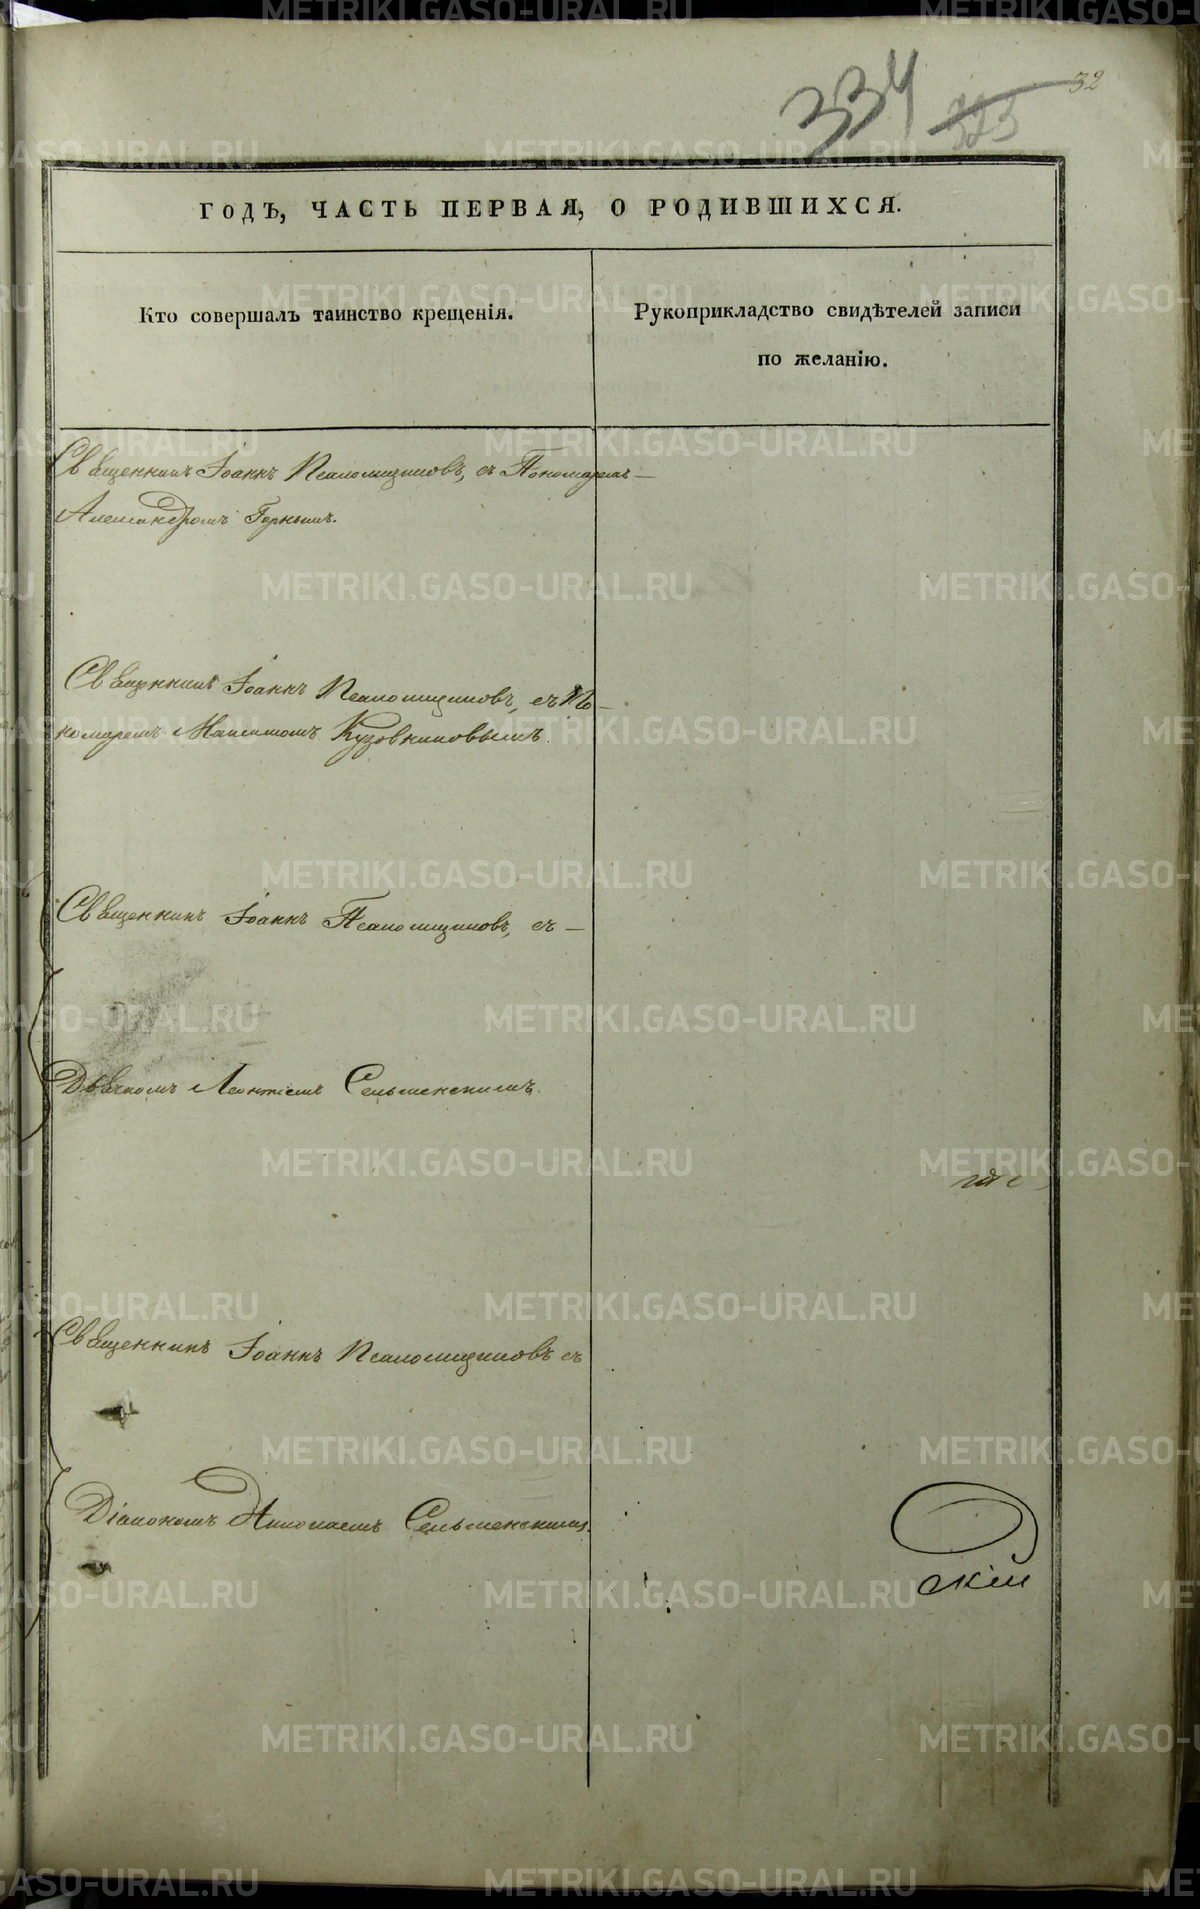 32
334 325
ГОДЪ, ЧАСТЬ ПЕРВАЯ, О РОДИВШИХСЯ.
Кто совершалъ таинство крещенія.
Рукоприкладство свидѣтелей записи
по желанію.
Священникъ Іоаннъ Псаломщиковъ, съ Пономаремъ
Александромъ Горнымъ.
Священникъ Іоаннъ Псаломщиковъ, съ По-
номаремъ Максимомъ Кузовниковымъ.
Священникъ Іоаннъ Псаломщиковъ, съ —
Дьячкомъ Леонтіемъ Сельменскимъ.
Священникъ Іоаннъ Псаломщиковъ съ
Діакономъ Николаемъ Сельменскимъ.
скій
METRIKI.GASO-URAL.RU